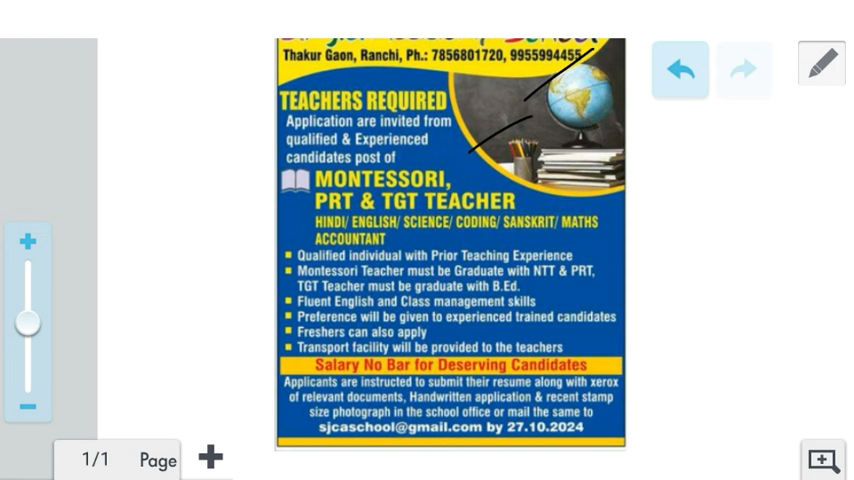 Thakur Gaon, Ranchi, Ph.: 7856801720, 9955994455
TEACHERS REQUIRED
Application are invited from
qualified & Experienced
candidates post of
MONTESSORI,
PRT & TGT TEACHER
HINDI/ ENGLISH/ SCIENCE/ CODING/ SANSKRIT/ MATHS
ACCOUNTANT
Qualified individual with Prior Teaching Experience
Montessori Teacher must be Graduate with NTT & PRT,
TGT Teacher must be graduate with B.Ed.
Fluent English and Class management skills
Preference will be given to experienced trained candidates
Freshers can also apply
Transport facility will be provided to the teachers
Salary No Bar for Deserving Candidates
Applicants are instructed to submit their resume along with xerox
of relevant documents, Handwritten application & recent stamp
size photograph in the school office or mail the same to
sjcaschool@gmail.com by 27.10.2024
1/1 Page